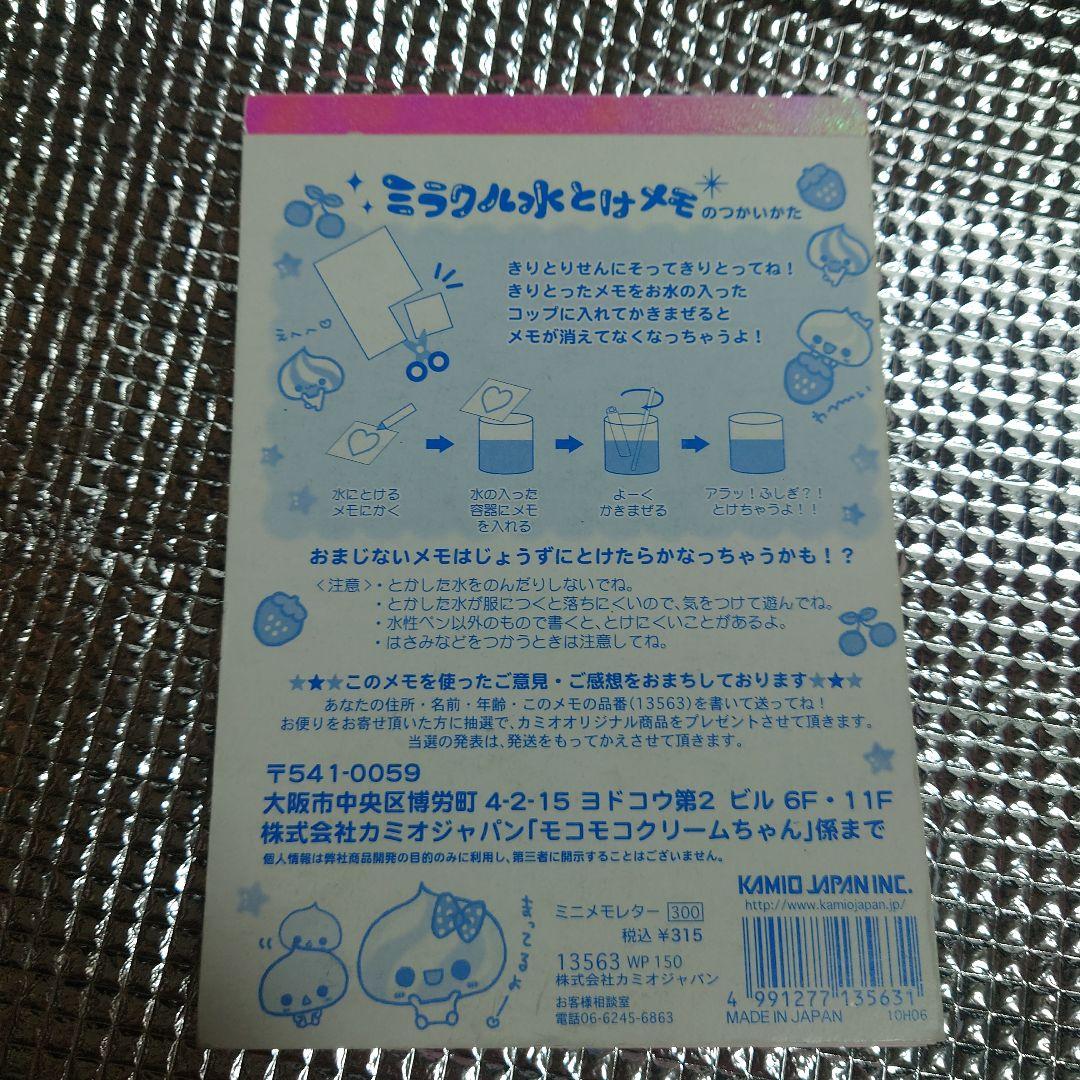 ミラクル水とけメモのつかいかた
きりとりせんにそってきりとってね！
きりとったメモをお水の入った
コップに入れてかきまぜると
メモが消えてなくなっちゃうよ！
水にとける
メモにかく
水の入った
容器にメモ
を入れる
よーく
かきまぜる
アラッ！ふしぎ？！
とけちゃうよ！！
おまじないメモはじょうずにとけたらかなっちゃうかも！？
〈注意〉・とかした水をのんだりしないでね。
・とかした水が服につくと落ちにくいので、気をつけて遊んでね。
・水性ペン以外のもので書くと、とけにくいことがあるよ。
・はさみなどをつかうときは注意してね。
★★★このメモを使ったご意見・ご感想をおまちしております★★★
あなたの住所・名前・年齢・このメモの品番(13563)を書いて送ってね！
お便りをお寄せ頂いた方に抽選で、カミオオリジナル商品をプレゼントさせて頂きます。
当選の発表は、発送をもってかえさせて頂きます。
〒541-0059
大阪市中央区博労町 4-2-15 ヨドコウ第2 ビル 6F・11F
株式会社カミオジャパン「モコモコクリームちゃん」係まで
個人情報は弊社商品開発の目的のみに利用し、第三者に開示することはございません。
まってるよ
ミニメモレター 300
税込 ¥315
13563 WP 150
株式会社カミオジャパン
お客様相談室
電話06-6245-6863
KAMIO JAPAN INC.
http://www.kamiojapan.jp/
4 991277 135631
MADE IN JAPAN 10H06